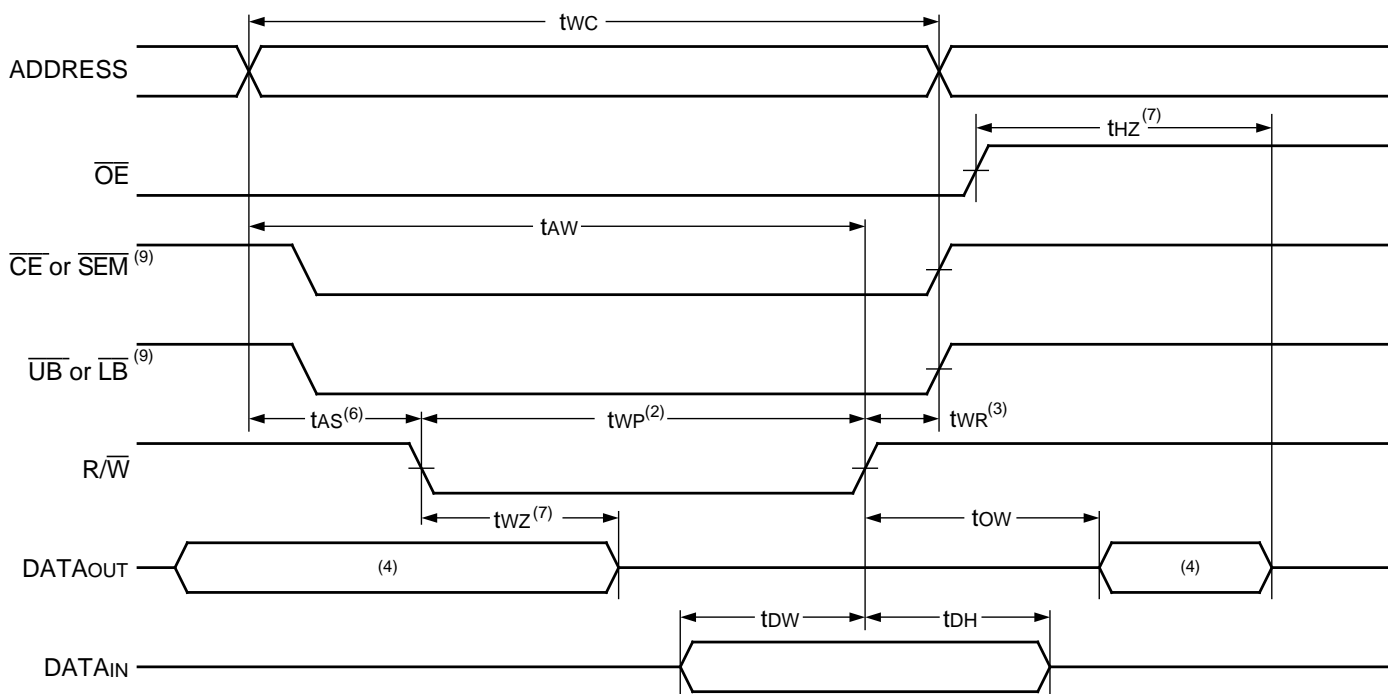 tWC
ADDRESS
tHZ(7)
OE
tAW
CE or SEM (9)
UB or LB (9)
tAS(6) tWP(2) tWR(3)
R/W
tWZ(7) tOW
DATAOUT (4) (4)
tDW tDH
DATAIN